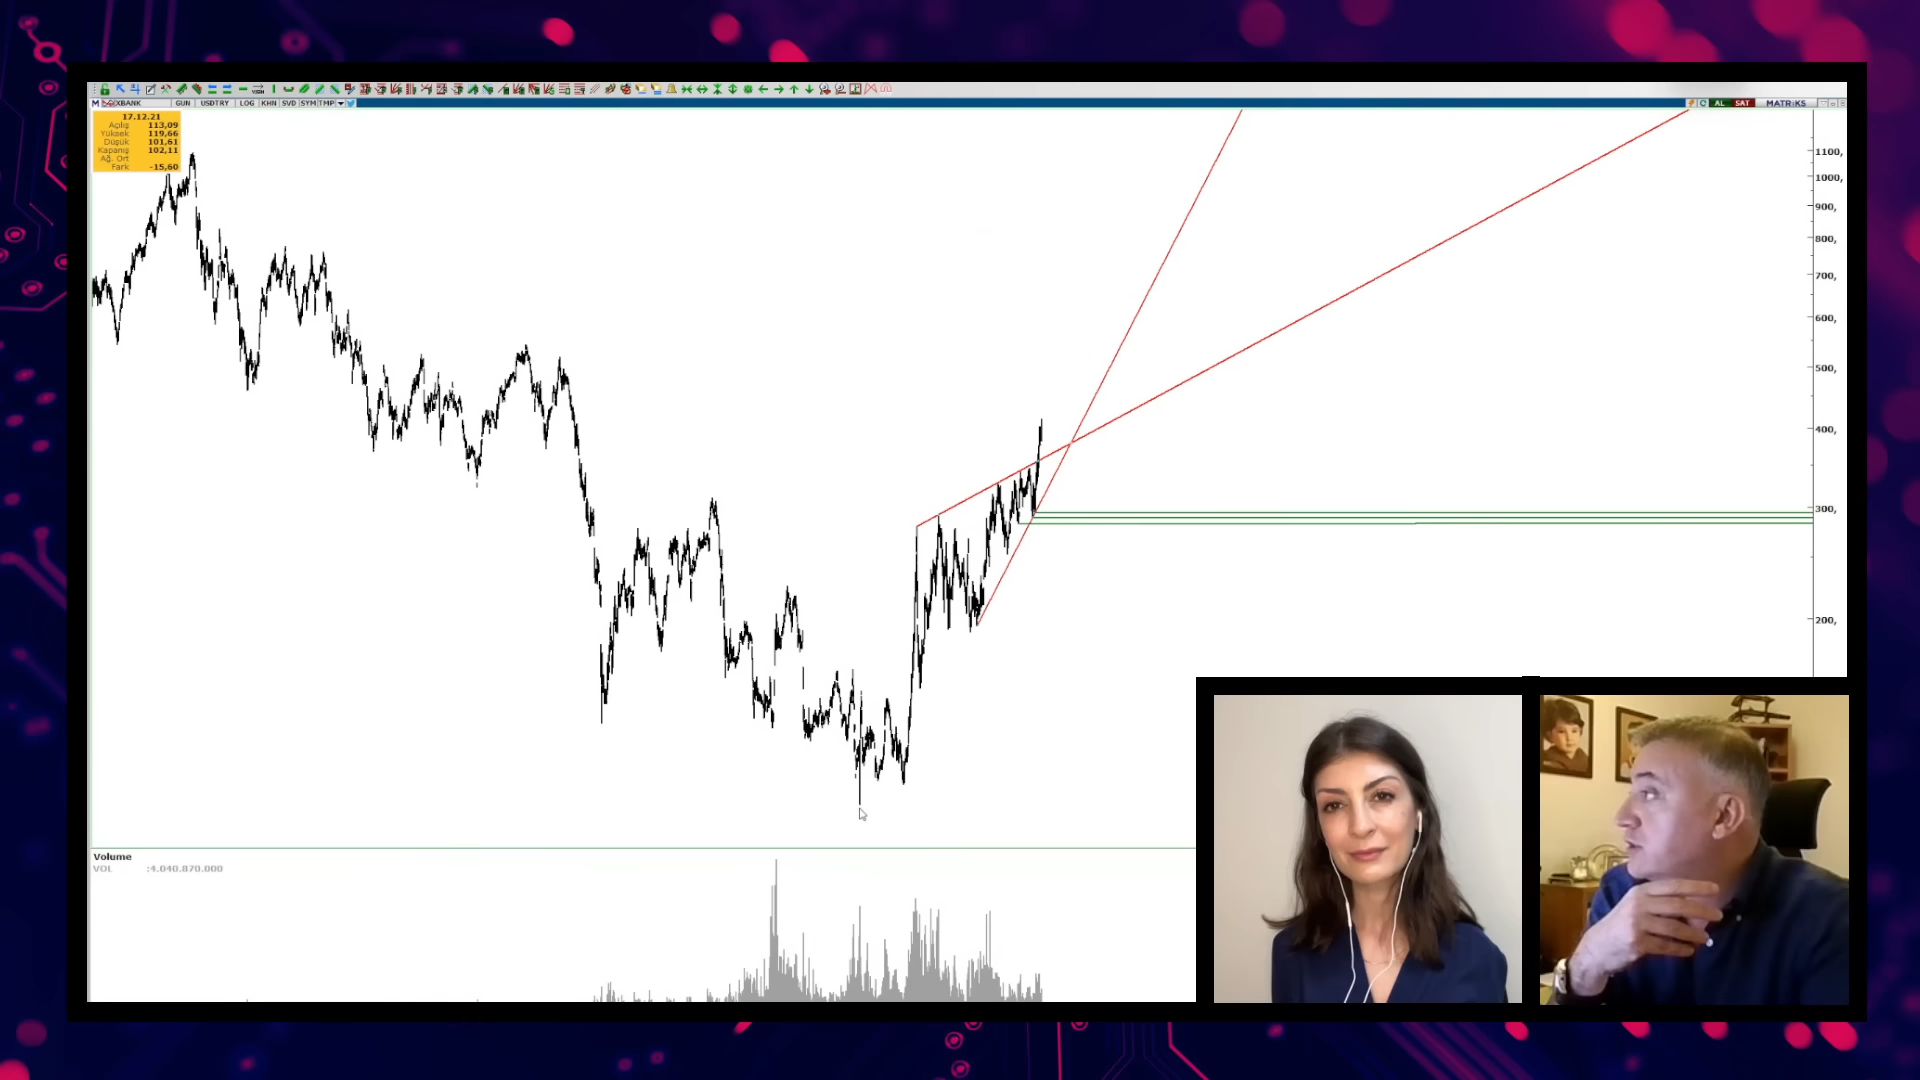 XBANK GUN USDTRY LOG KHN SVD SYM TMP AL SAT MATRIKS
17.12.21
Açılış 113,09
Yüksek 119,66
Düşük 101,61
Kapanış 102,11
Ağ. Ort
Fark -15,60
1100,
1000,
900,
800,
700,
600,
500,
400,
300,
200,
Volume
VOL :4.040.870.000